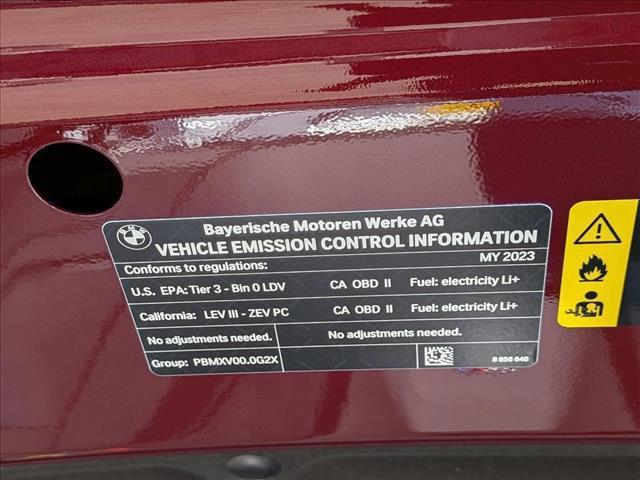 BMW
Bayerische Motoren Werke AG
VEHICLE EMISSION CONTROL INFORMATION
Conforms to regulations: MY 2023
U.S. EPA: Tier 3 - Bin 0 LDV CA OBD II Fuel: electricity Li+
California: LEV III - ZEV PC CA OBD II Fuel: electricity Li+
No adjustments needed. No adjustments needed.
Group: PBMXV00.0G2X 8 856 648